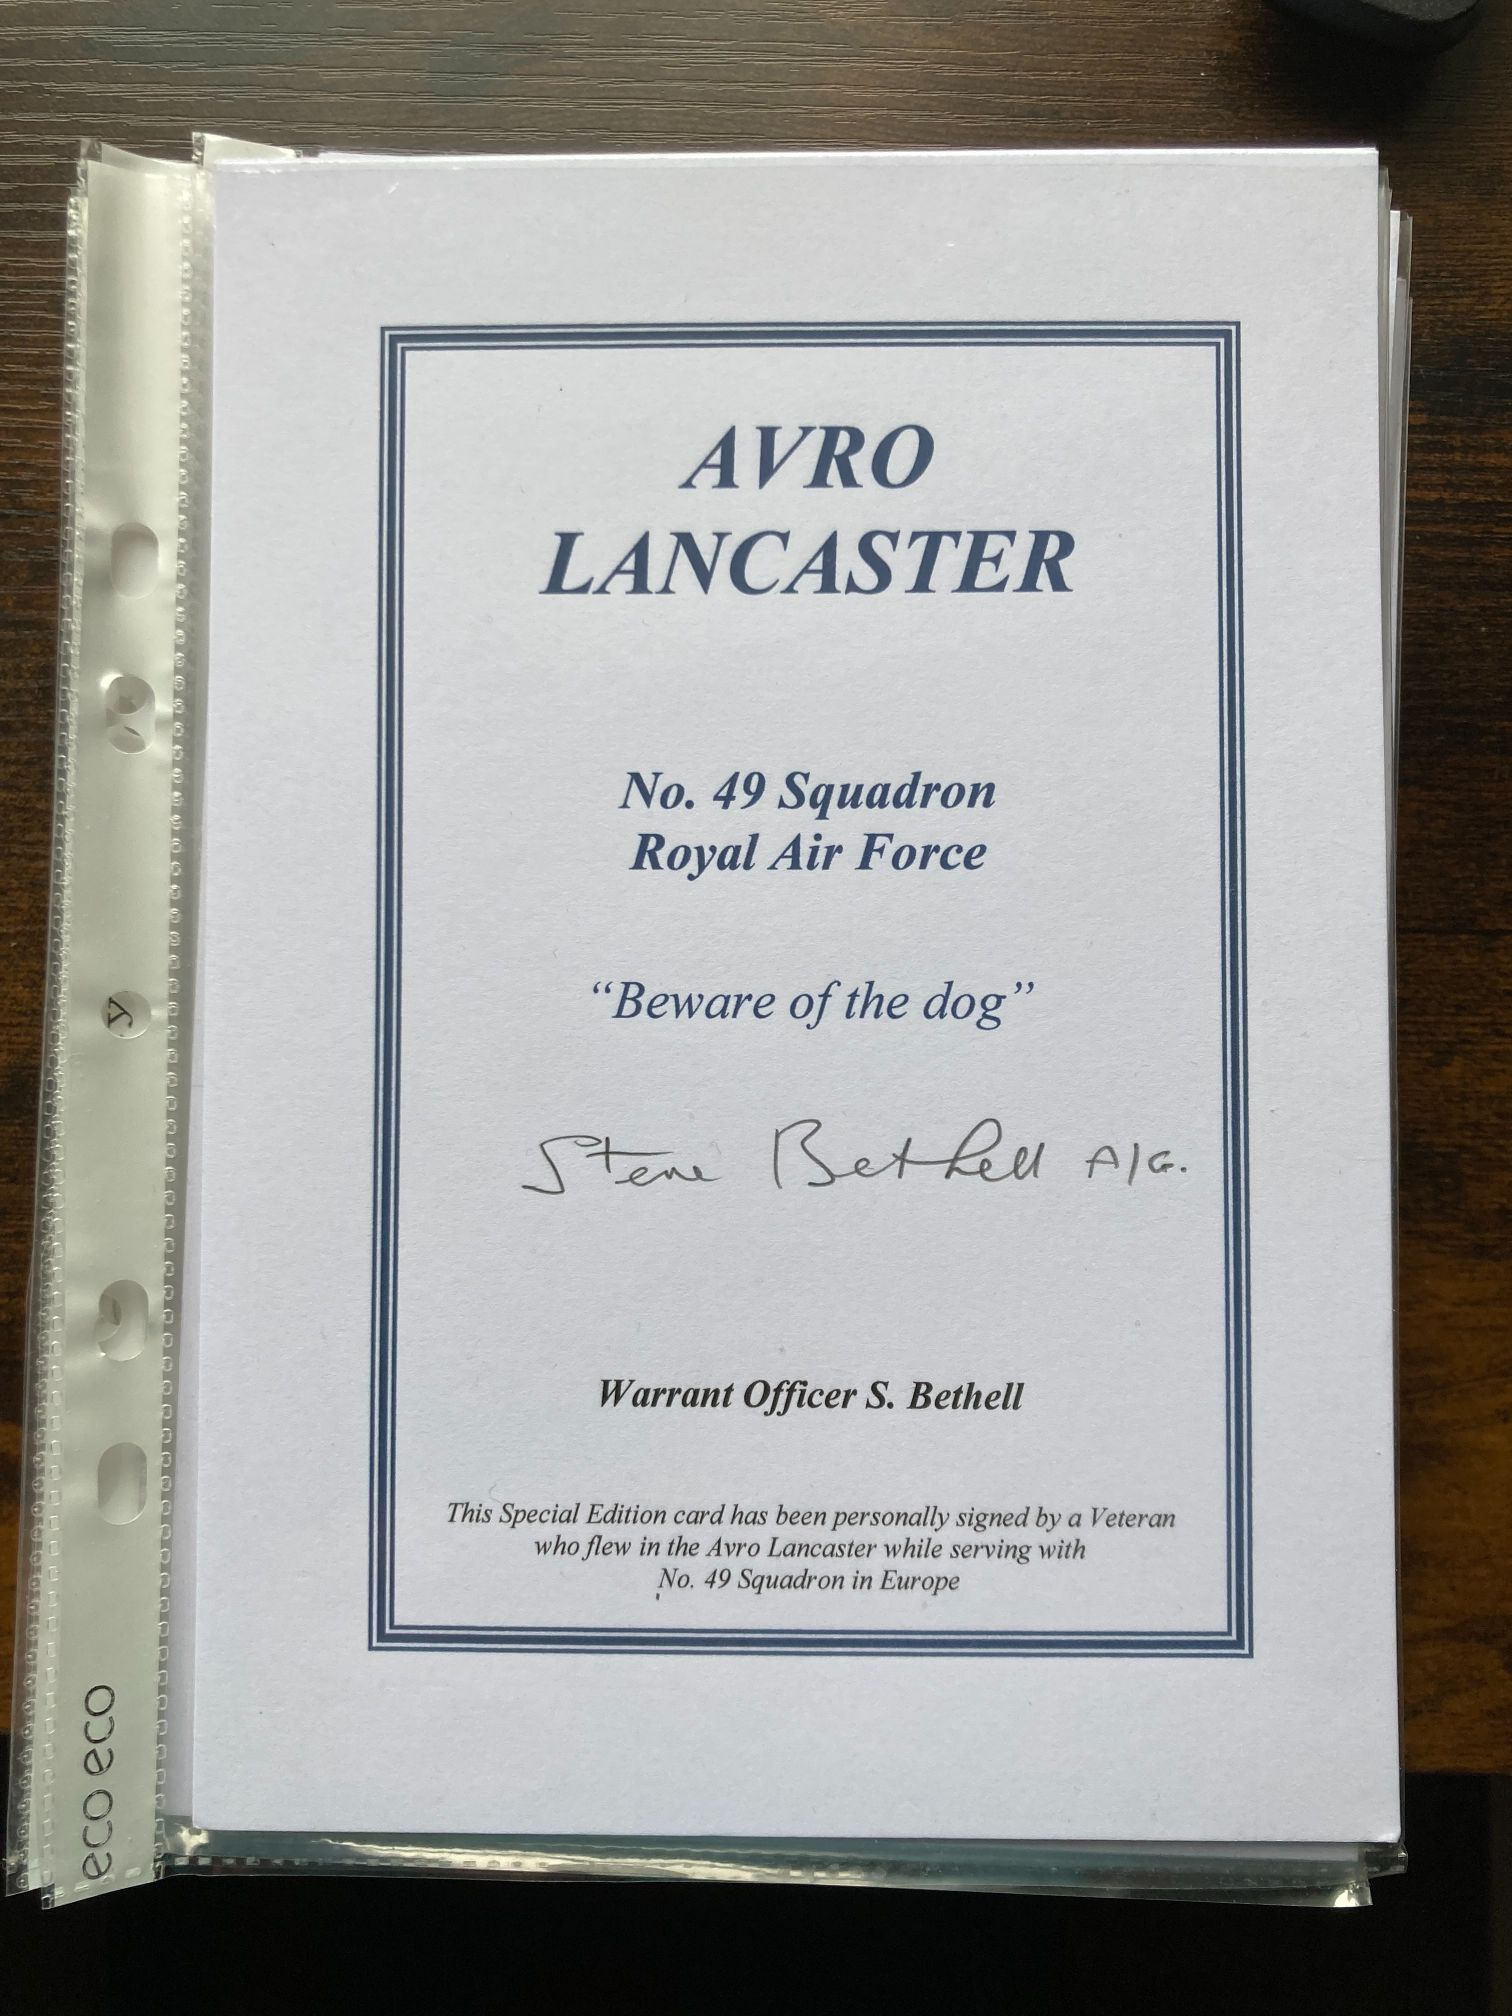 AVRO
LANCASTER
No. 49 Squadron
Royal Air Force
“Beware of the dog”
Steve Bethell A/G.
Warrant Officer S. Bethell
This Special Edition card has been personally signed by a Veteran
who flew in the Avro Lancaster while serving with
No. 49 Squadron in Europe
y
eco eco